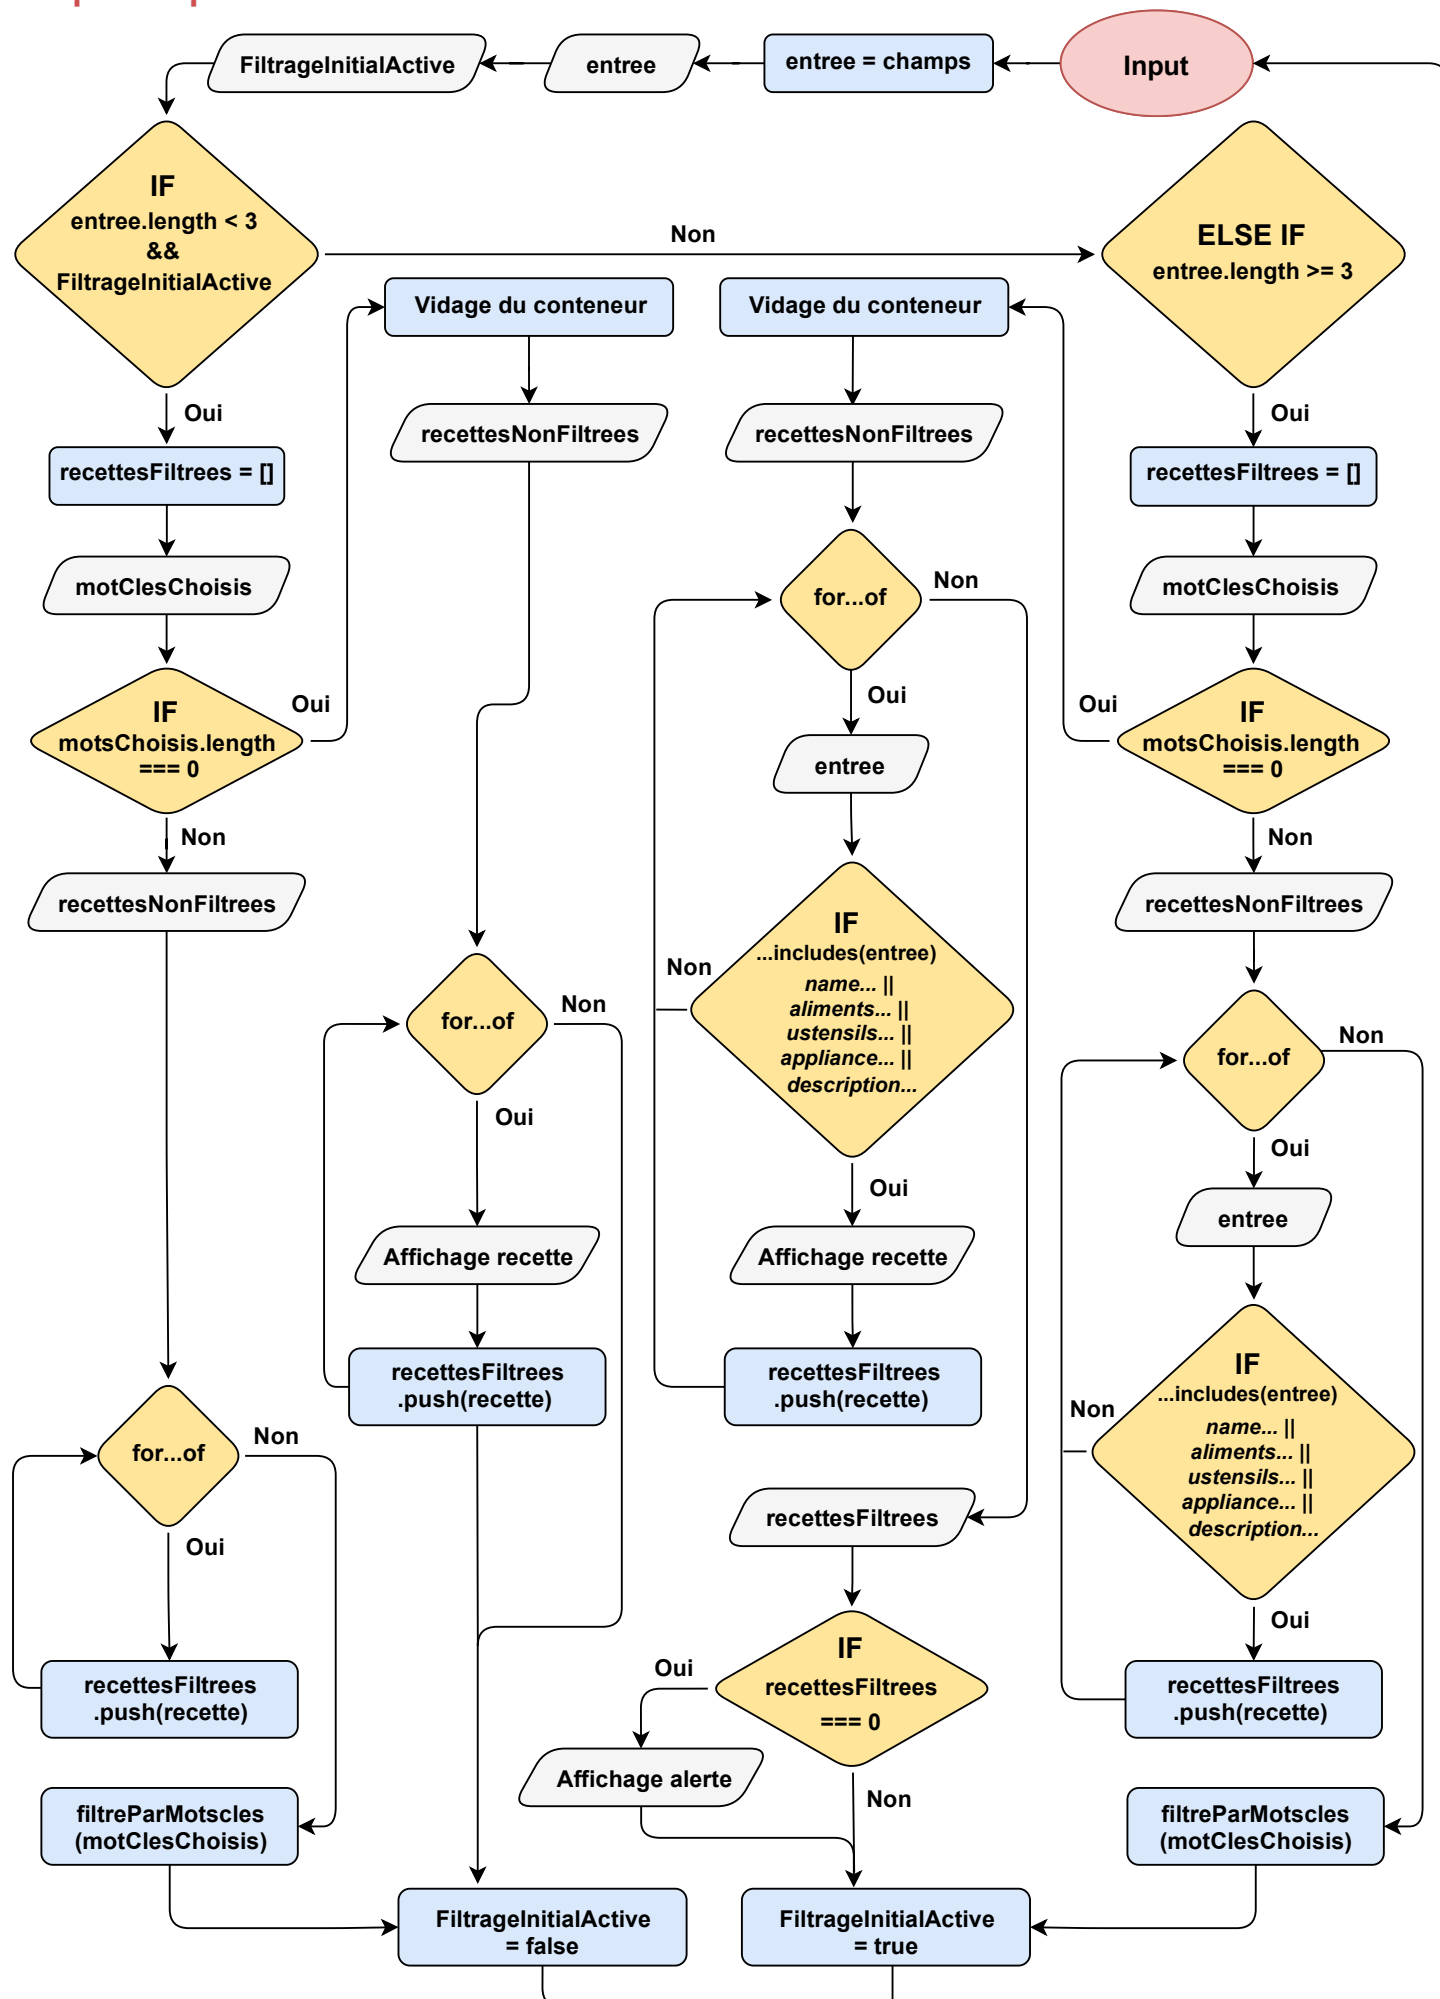 FiltrageInitialActive
entree
entree = champs
Input
IF
entree.length < 3
&&
FiltrageInitialActive
Non
ELSE IF
entree.length >= 3
Vidage du conteneur
Vidage du conteneur
Oui
recettesNonFiltrees
recettesNonFiltrees
Oui
recettesFiltrees = []
recettesFiltrees = []
motClesChoisis
for...of
Non
motClesChoisis
Oui
IF
motsChoisis.length
=== 0
Oui
Oui
entree
IF
motsChoisis.length
=== 0
Non
Non
recettesNonFiltrees
recettesNonFiltrees
IF
...includes(entree)
name... ||
aliments... ||
ustensils... ||
appliance... ||
description...
Non
for...of
Non
for...of
Non
Oui
Oui
Oui
entree
Affichage recette
Affichage recette
recettesFiltrees
.push(recette)
recettesFiltrees
.push(recette)
IF
...includes(entree)
name... ||
aliments... ||
ustensils... ||
appliance... ||
description...
Non
for...of
Non
recettesFiltrees
Oui
Oui
IF
recettesFiltrees
=== 0
Oui
recettesFiltrees
.push(recette)
recettesFiltrees
.push(recette)
Affichage alerte
Non
filtreParMotscles
(motClesChoisis)
filtreParMotscles
(motClesChoisis)
FiltrageInitialActive
= false
FiltrageInitialActive
= true